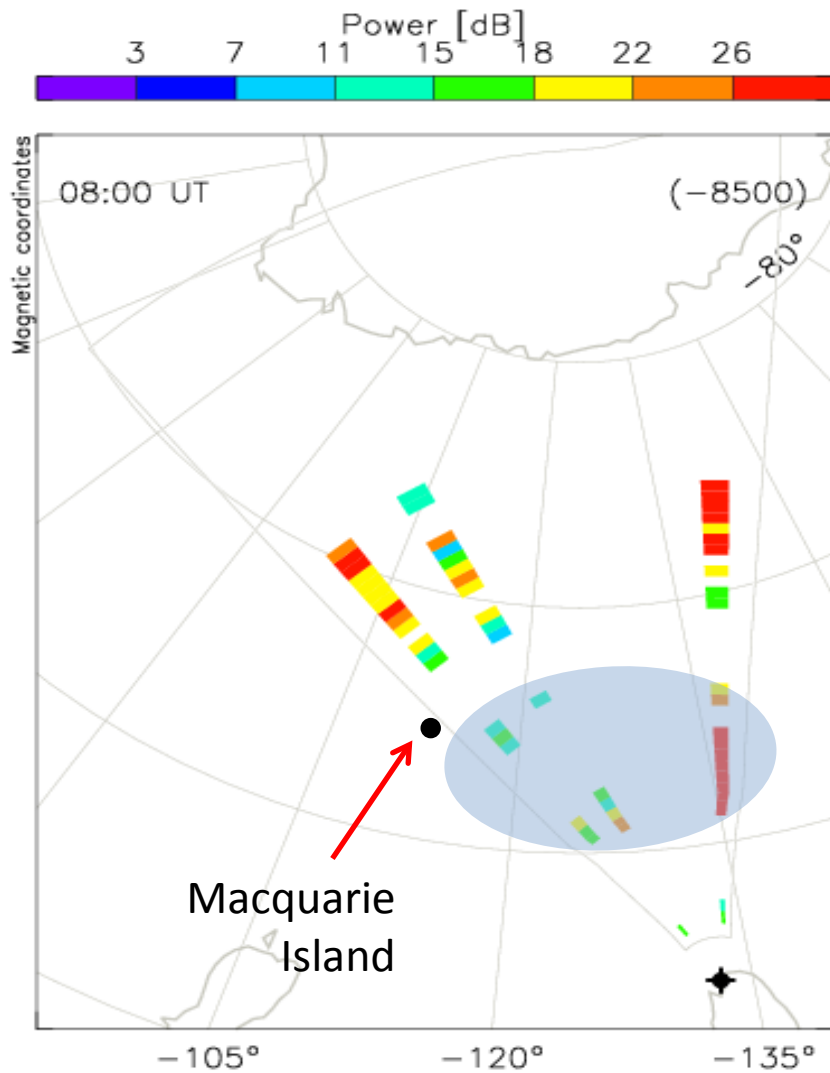 Power [dB]
3 7 11 15 18 22 26
Magnetic coordinates
08:00 UT
(−8500)
−80°
Macquarie
Island
−105° −120° −135°